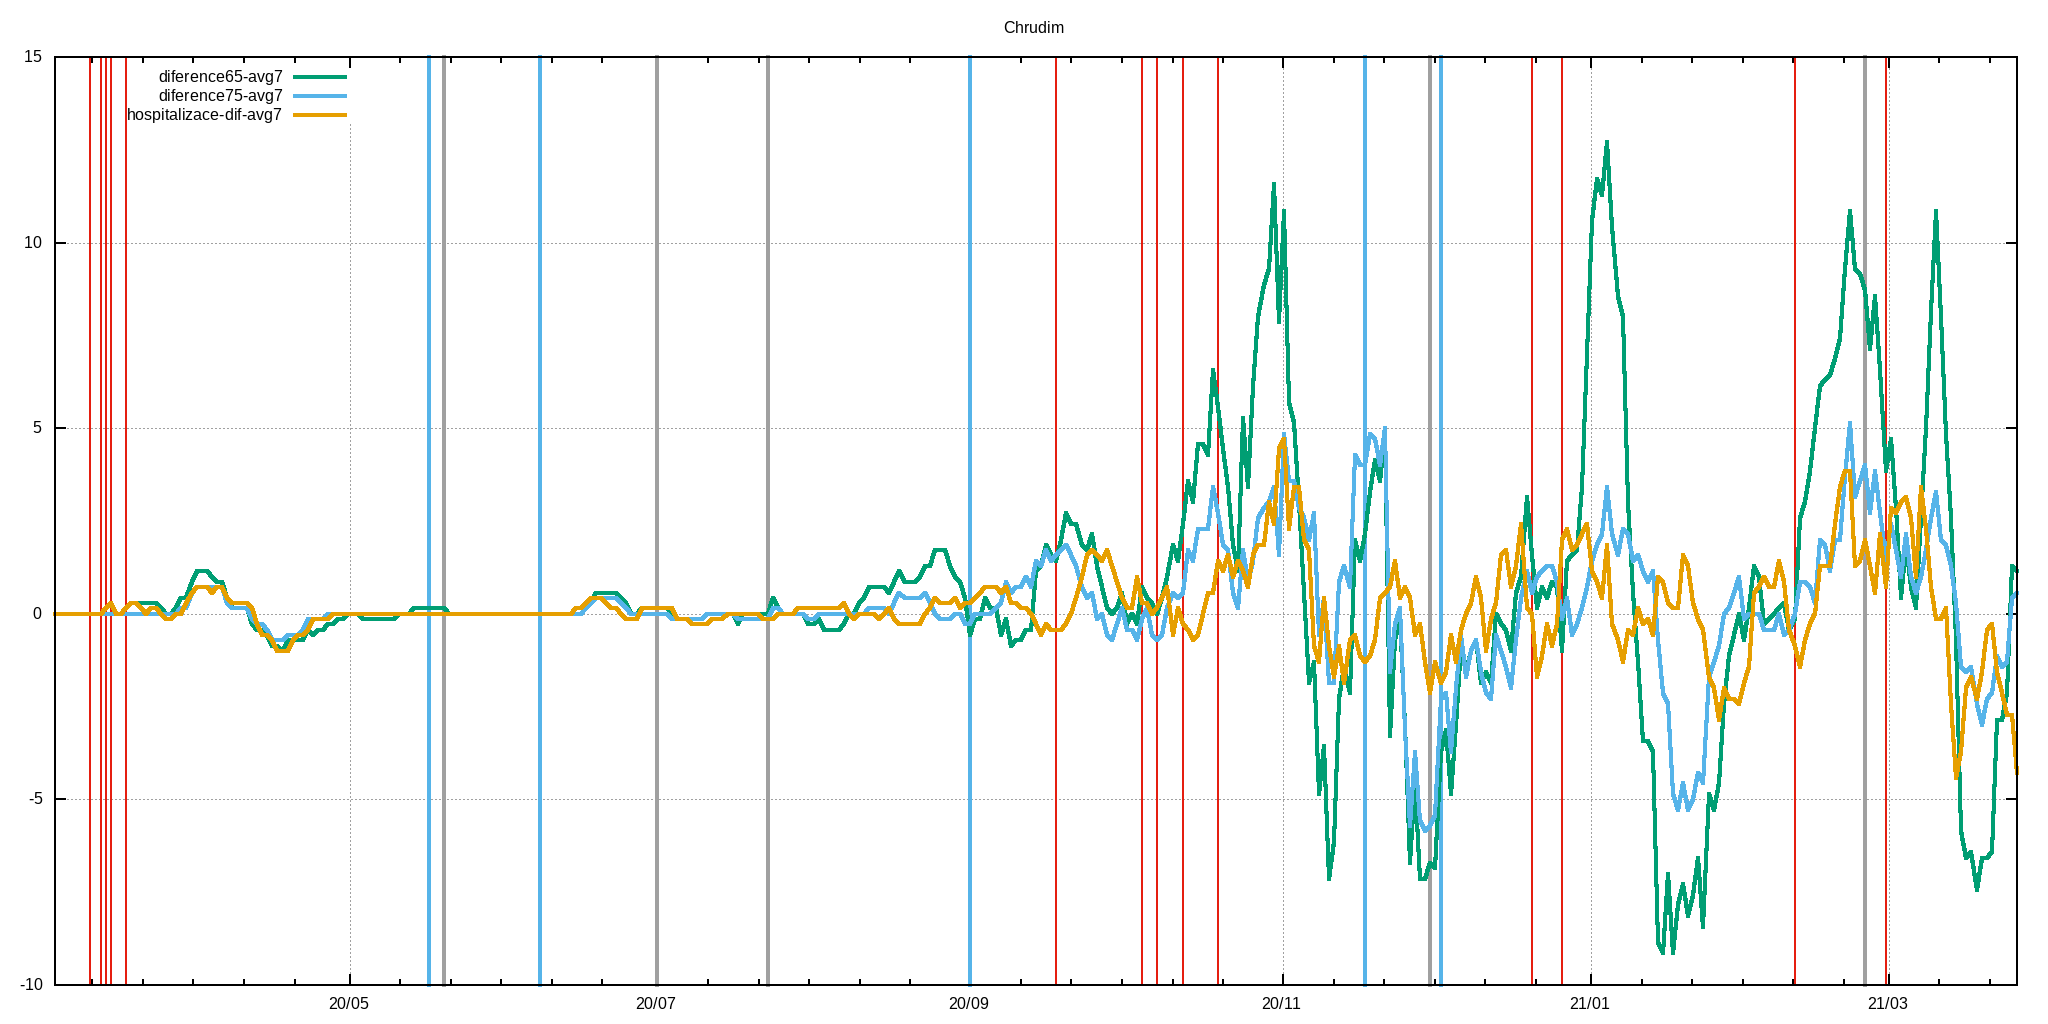 Chrudim
15
diference65-avg7
diference75-avg7
hospitalizace-dif-avg7
10
5
0
-5
-10
20/05 20/07 20/09 20/11 21/01 21/03